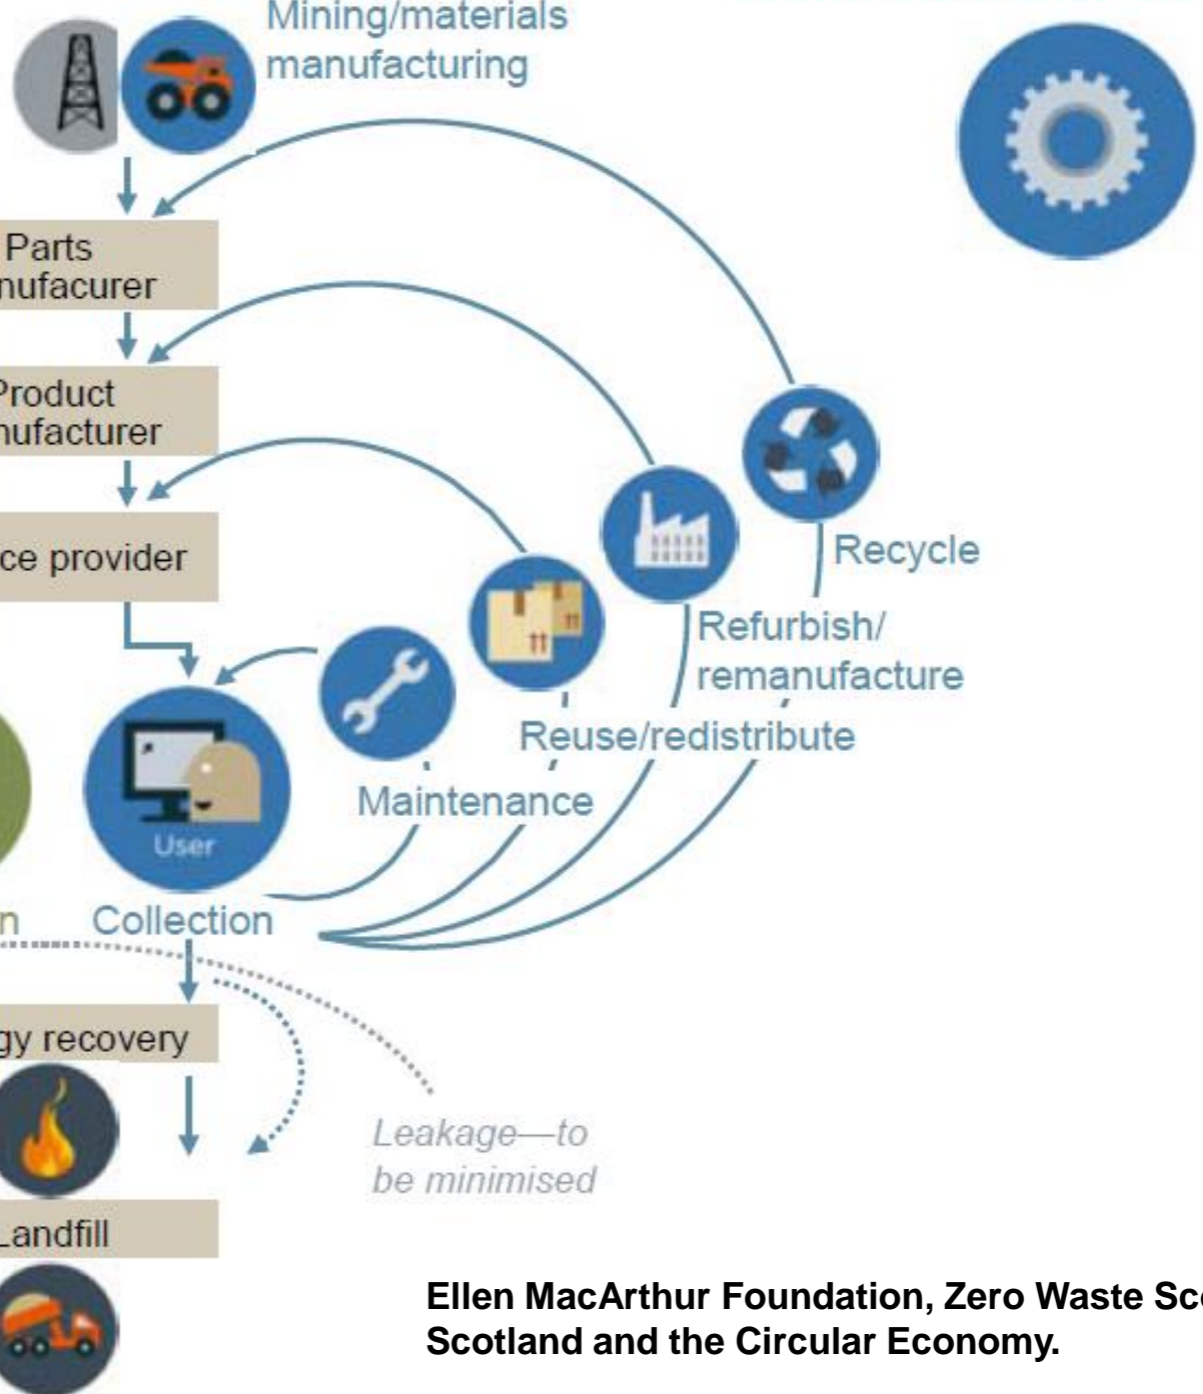 Mining/materials
manufacturing
Parts
nufacurer
Product
nufacturer
ce provider
Recycle
Refurbish/
remanufacture
Reuse/redistribute
Maintenance
User
n Collection
gy recovery
Leakage—to
be minimised
Landfill
Ellen MacArthur Foundation, Zero Waste Sco
Scotland and the Circular Economy.